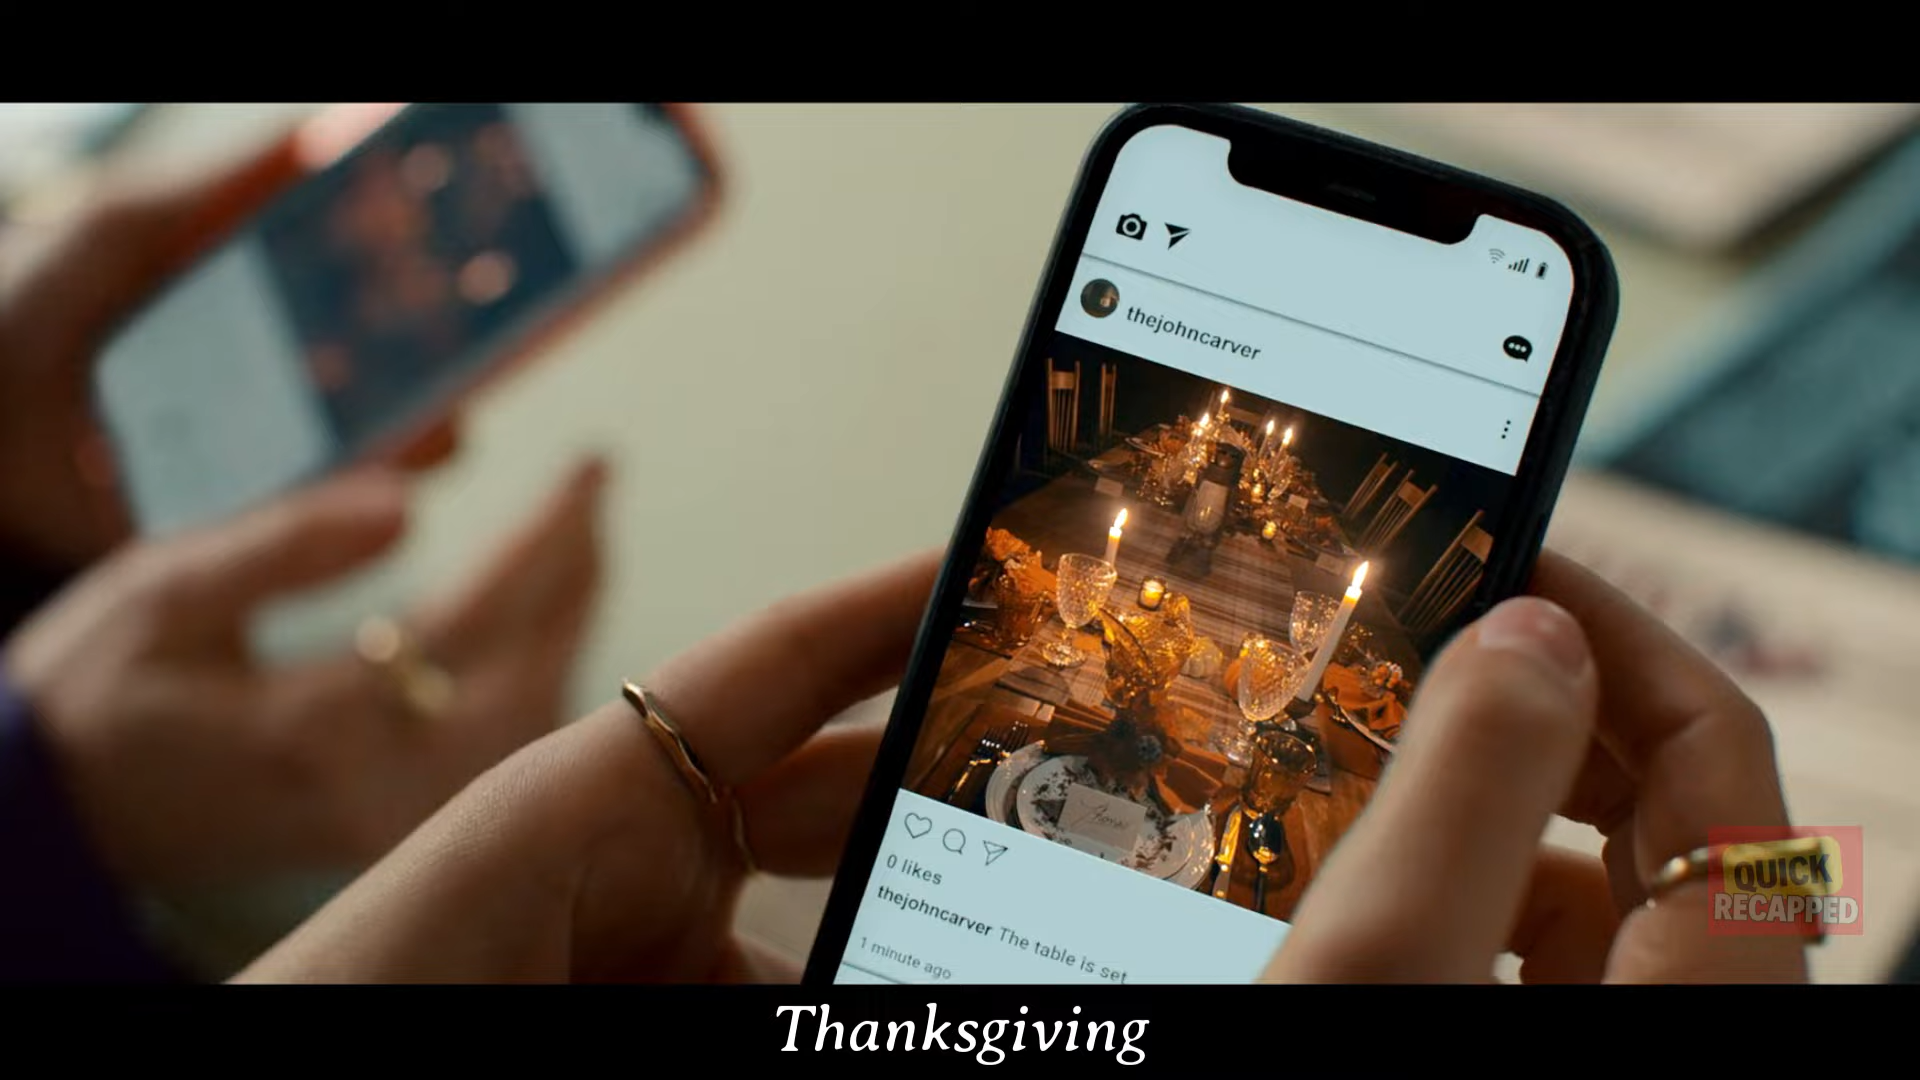 thejohncarver
0 likes
thejohncarver The table is set
1 minute ago
QUICK
RECAPPED
Thanksgiving